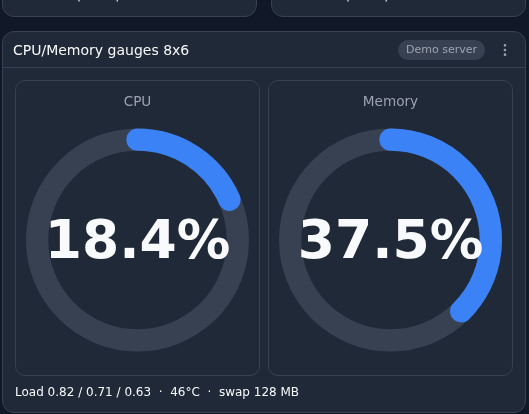 CPU/Memory gauges 8x6
Demo server
CPU
Memory
18.4%
37.5%
Load 0.82 / 0.71 / 0.63 · 46°C · swap 128 MB